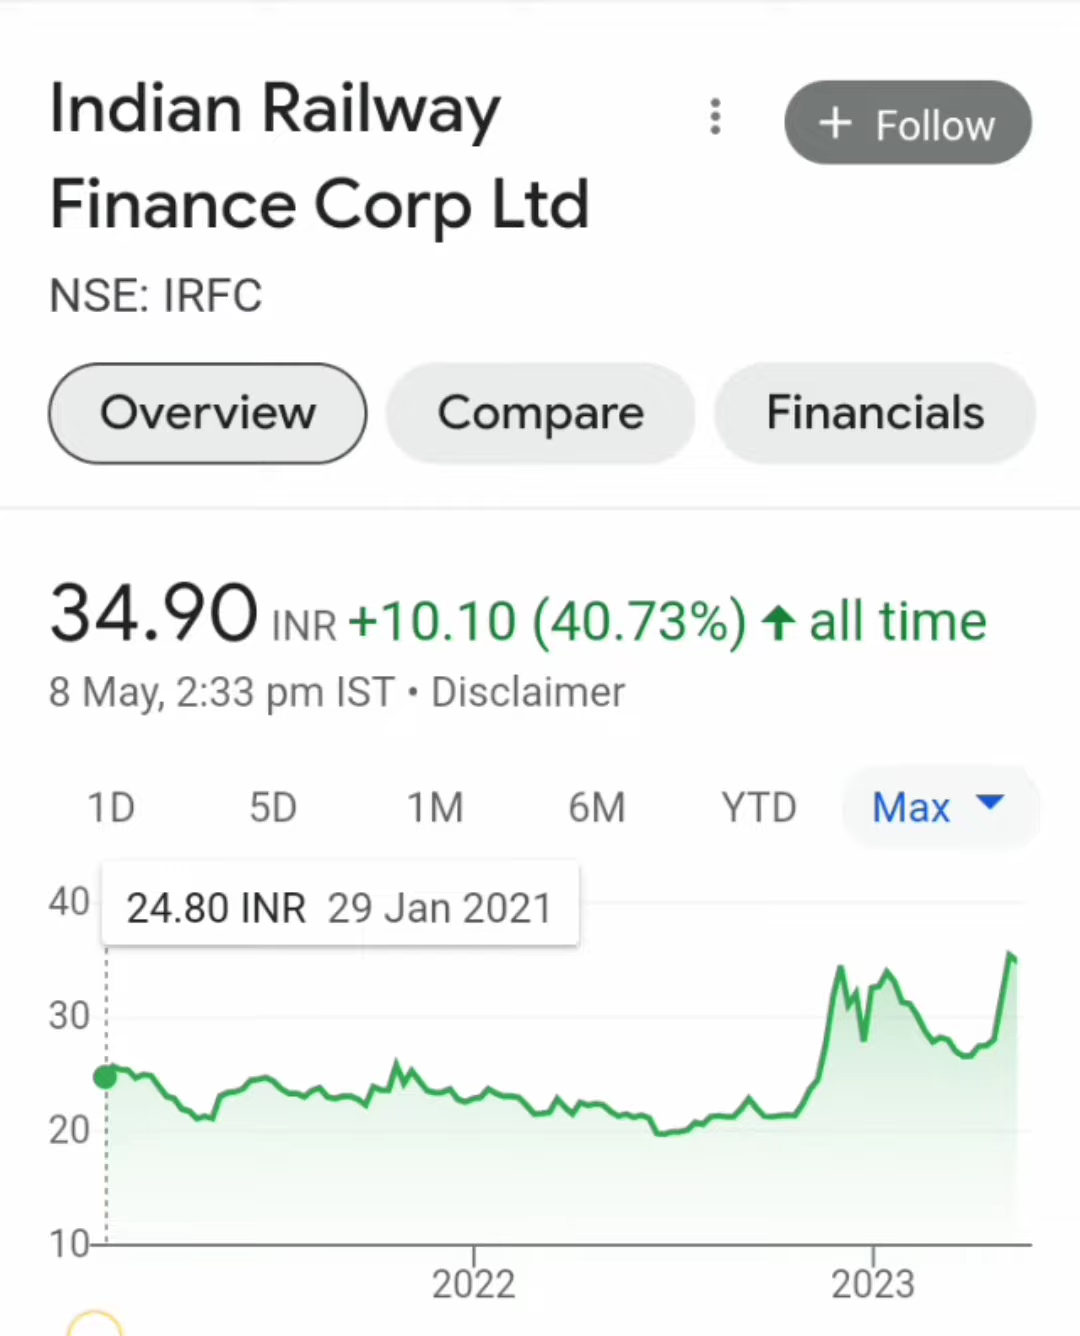 Indian Railway
Finance Corp Ltd
+ Follow
NSE: IRFC
Overview Compare Financials
34.90 INR +10.10 (40.73%) ↑ all time
8 May, 2:33 pm IST • Disclaimer
1D 5D 1M 6M YTD Max
24.80 INR 29 Jan 2021
40
30
20
10
2022 2023